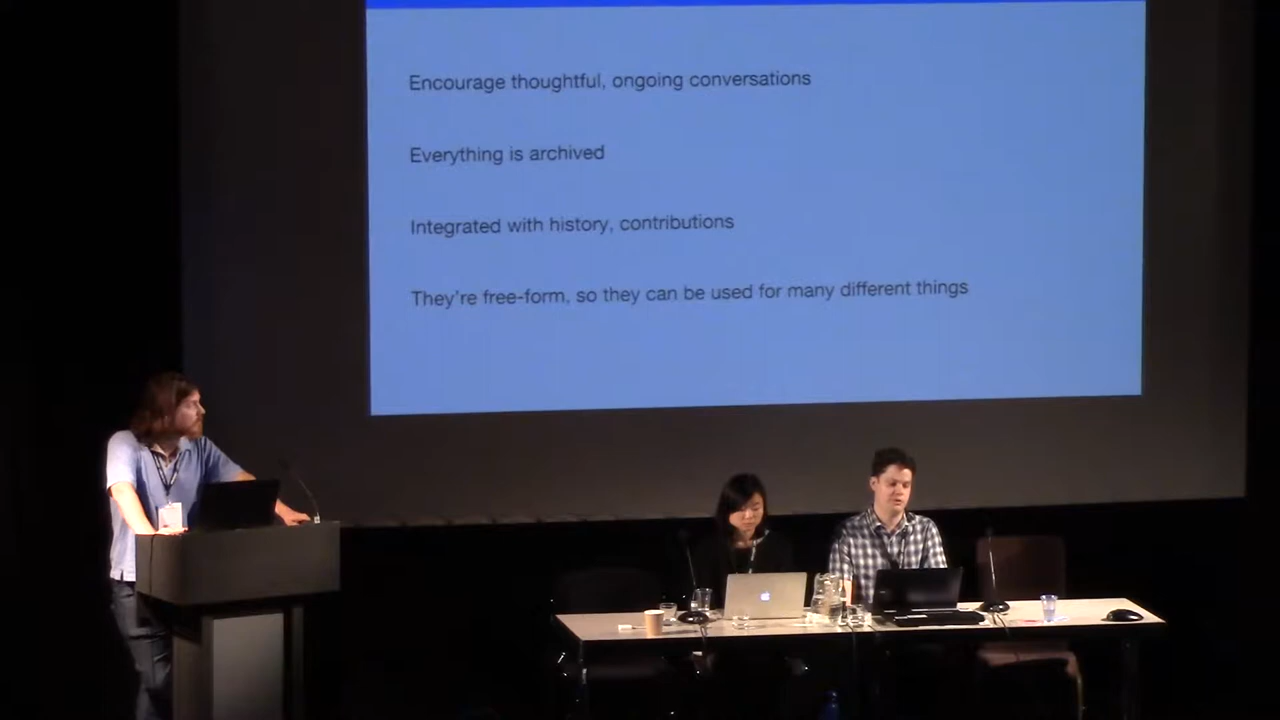 Encourage thoughtful, ongoing conversations
Everything is archived
Integrated with history, contributions
They're free-form, so they can be used for many different things